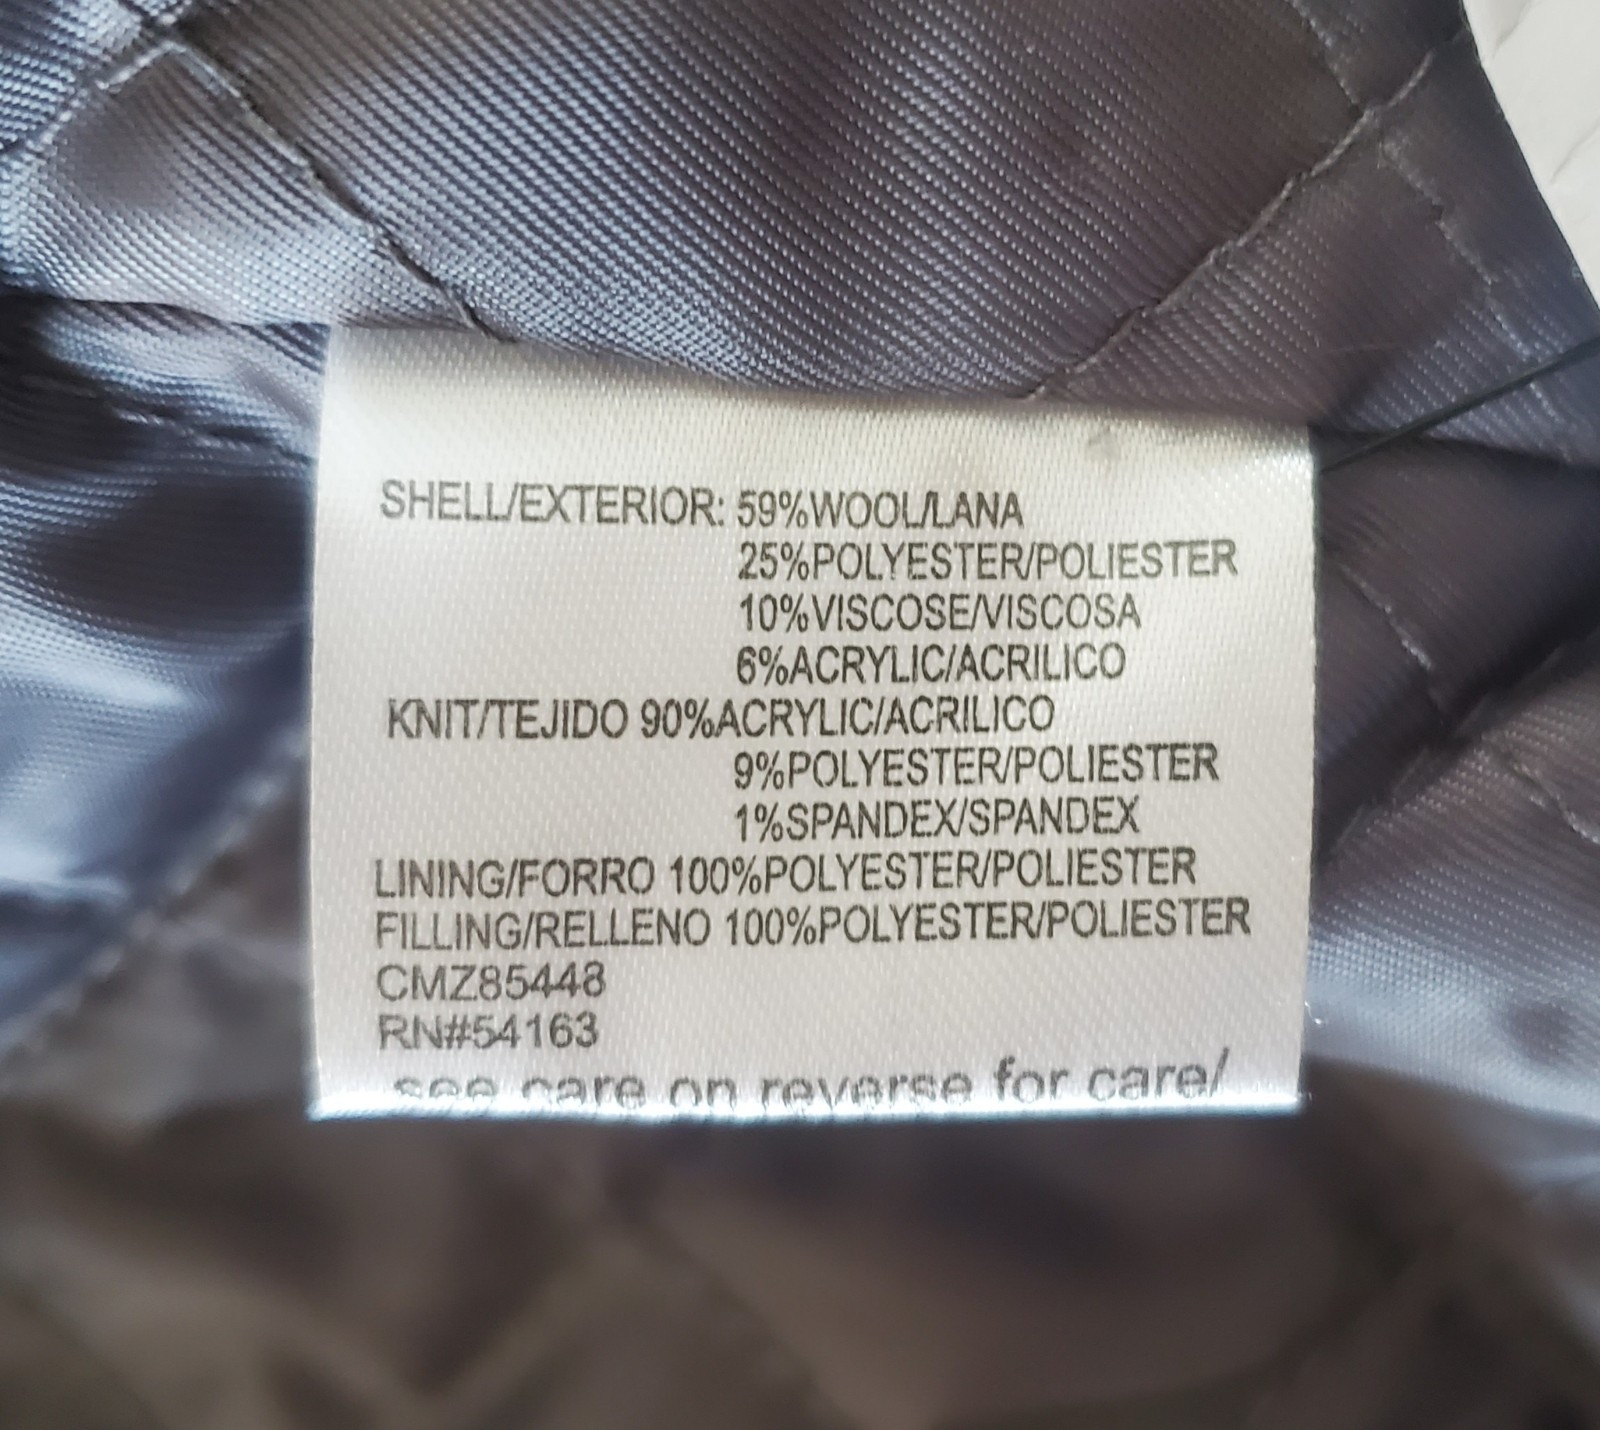 SHELL/EXTERIOR: 59%WOOL/LANA
25%POLYESTER/POLIESTER
10%VISCOSE/VISCOSA
6%ACRYLIC/ACRILICO
KNIT/TEJIDO 90%ACRYLIC/ACRILICO
9%POLYESTER/POLIESTER
1%SPANDEX/SPANDEX
LINING/FORRO 100%POLYESTER/POLIESTER
FILLING/RELLENO 100%POLYESTER/POLIESTER
CMZ85448
RN#54163
see care on reverse for care/